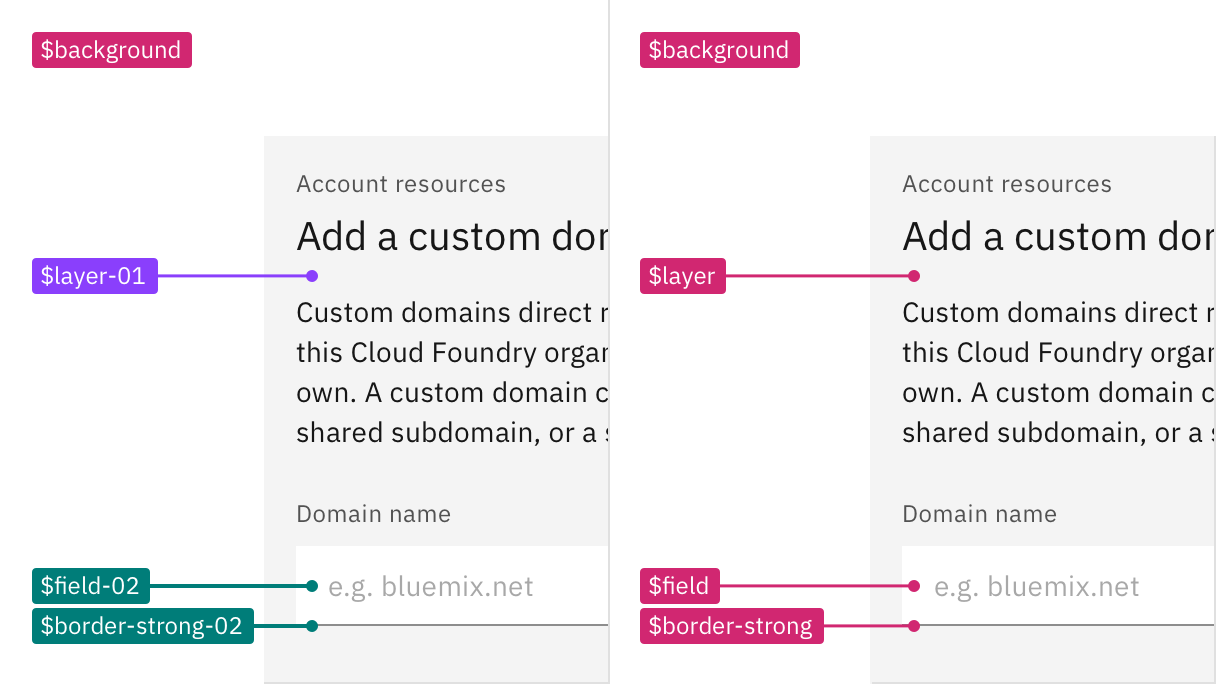 $background
Account resources
Add a custom dor
$layer-01
Custom domains direct r
this Cloud Foundry orgar
own. A custom domain c
shared subdomain, or a s
Domain name
$field-02
e.g. bluemix.net
$border-strong-02
$background
Account resources
Add a custom dor
$layer
Custom domains direct r
this Cloud Foundry orgar
own. A custom domain c
shared subdomain, or a s
Domain name
$field
e.g. bluemix.net
$border-strong